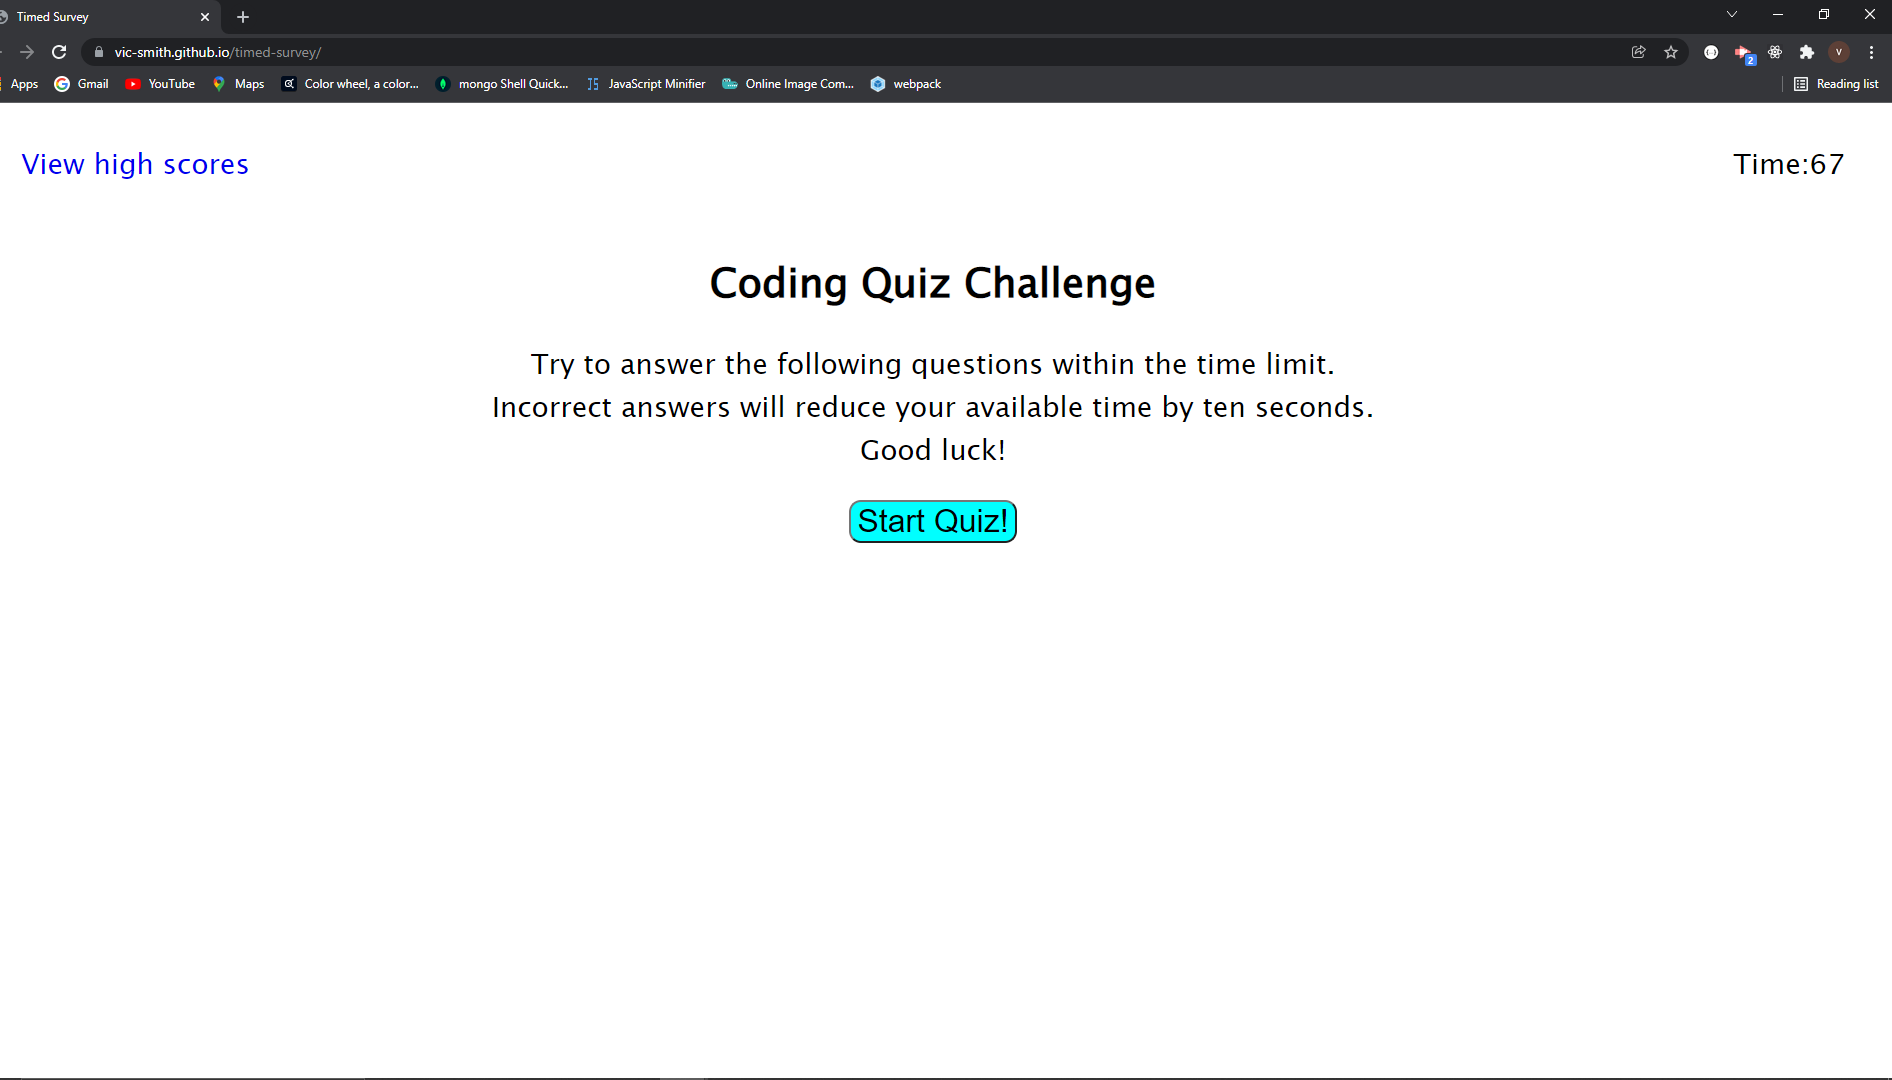 Timed Survey
vic-smith.github.io/timed-survey/
2
V
Apps Gmail YouTube Maps Color wheel, a color... mongo Shell Quick... JS JavaScript Minifier Online Image Com... webpack Reading list
View high scores Time:67
Coding Quiz Challenge
Try to answer the following questions within the time limit.
Incorrect answers will reduce your available time by ten seconds.
Good luck!
Start Quiz!